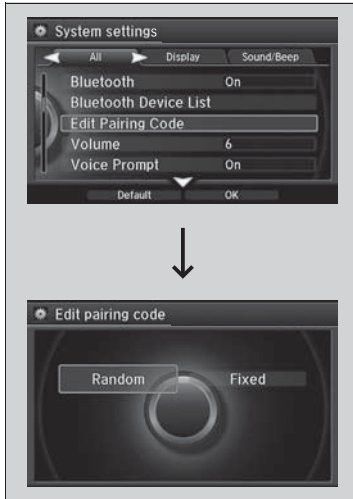 System settings
All Display Sound/Beep
Bluetooth On
Bluetooth Device List
Edit Pairing Code
Volume 6
Voice Prompt On
Default OK
Edit pairing code
Random Fixed